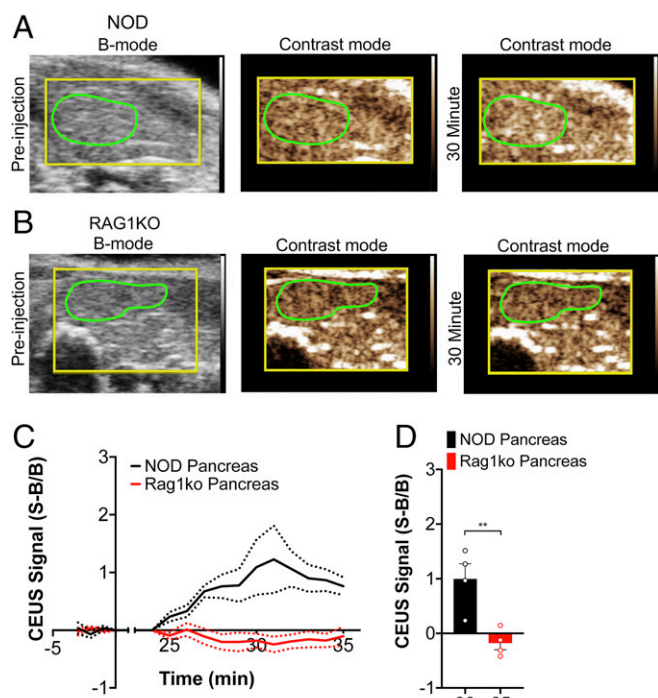 A
NOD
B-mode
Contrast mode
Contrast mode
Pre-injection
30 Minute
B
RAG1KO
B-mode
Contrast mode
Contrast mode
Pre-injection
30 Minute
C
CEUS Signal (S-B/B)
3
2
1
0
-1
NOD Pancreas
Rag1ko Pancreas
-5
25
30
35
Time (min)
D
NOD Pancreas
Rag1ko Pancreas
CEUS Signal (S-B/B)
3
2
1
0
-1
**